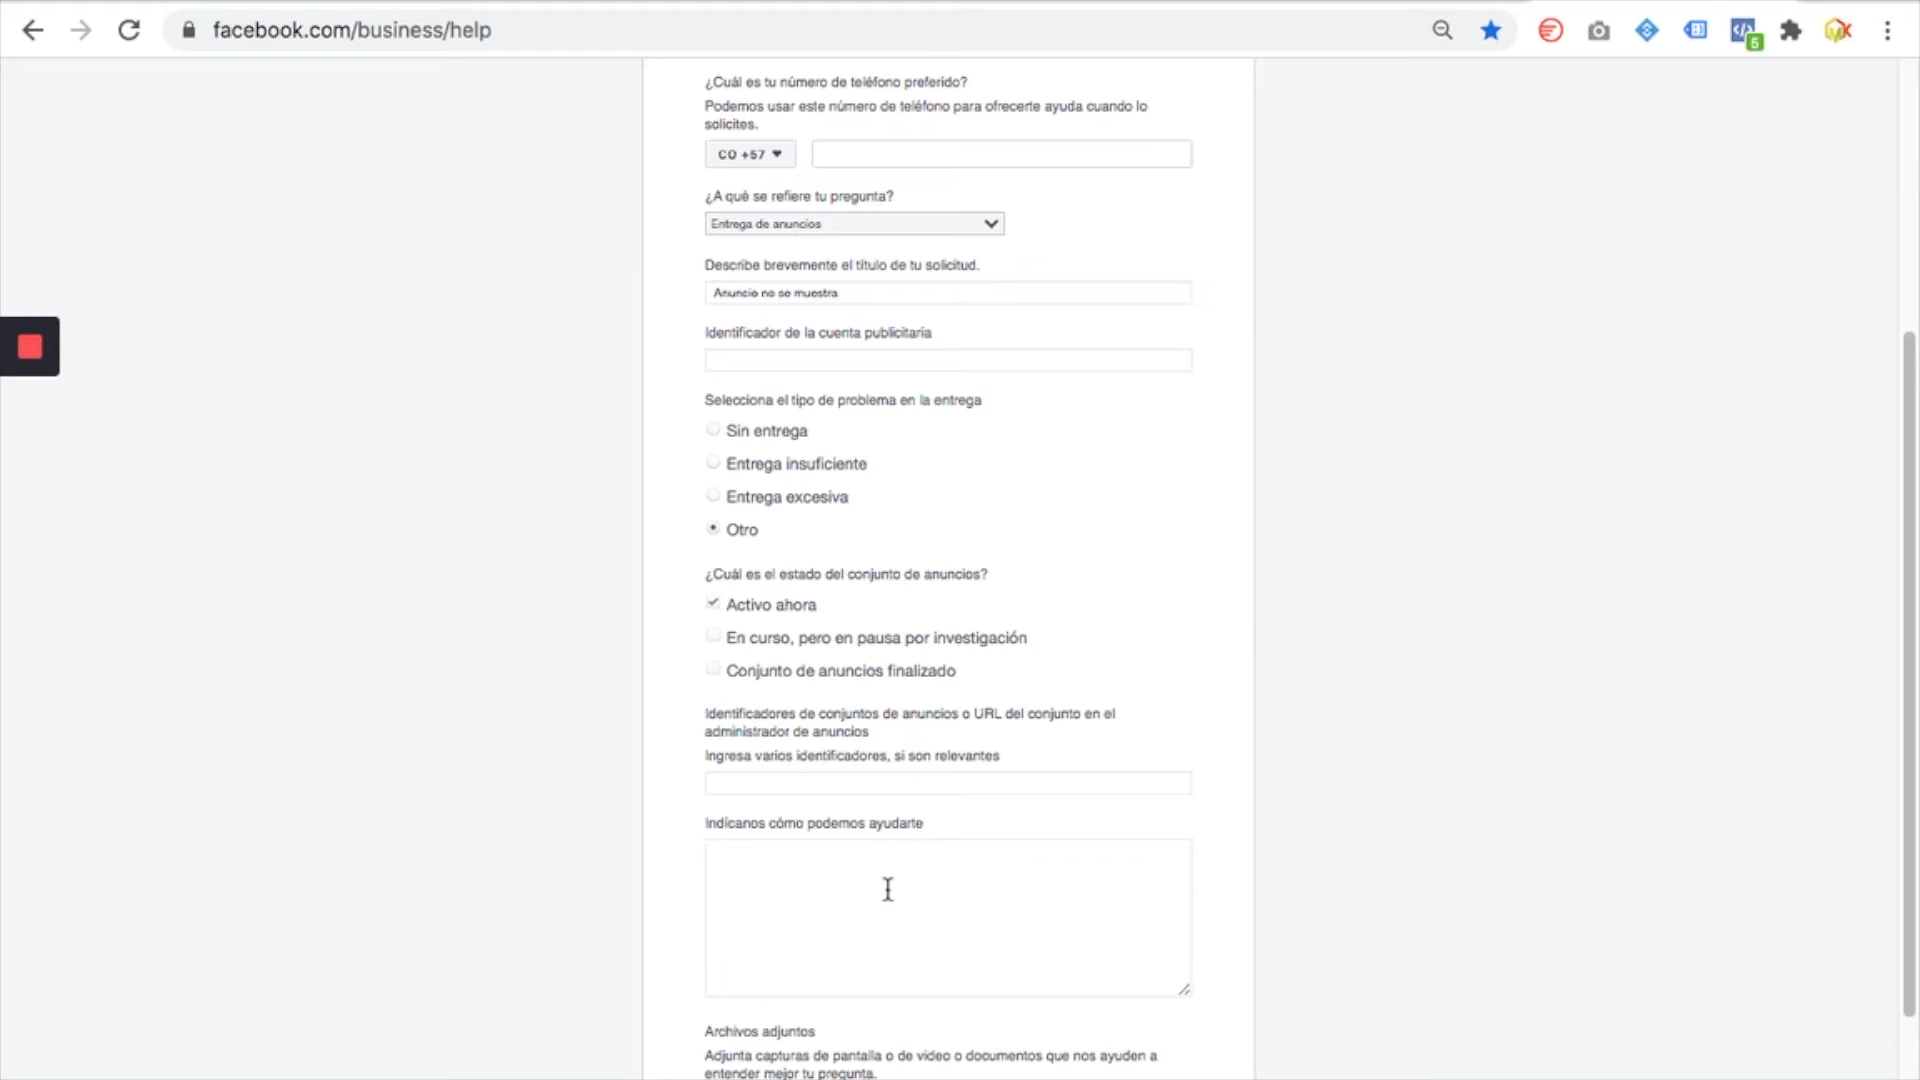 facebook.com/business/help
5
¿Cuál es tu número de teléfono preferido?
Podemos usar este número de teléfono para ofrecerte ayuda cuando lo
solicites.
CO +57
¿A qué se refiere tu pregunta?
Entrega de anuncios
Describe brevemente el título de tu solicitud.
Anuncio no se muestra
Identificador de la cuenta publicitaria
Selecciona el tipo de problema en la entrega
Sin entrega
Entrega insuficiente
Entrega excesiva
Otro
¿Cuál es el estado del conjunto de anuncios?
Activo ahora
En curso, pero en pausa por investigación
Conjunto de anuncios finalizado
Identificadores de conjuntos de anuncios o URL del conjunto en el
administrador de anuncios
Ingresa varios identificadores, si son relevantes
Indícanos cómo podemos ayudarte
Archivos adjuntos
Adjunta capturas de pantalla o de video o documentos que nos ayuden a
entender mejor tu pregunta.